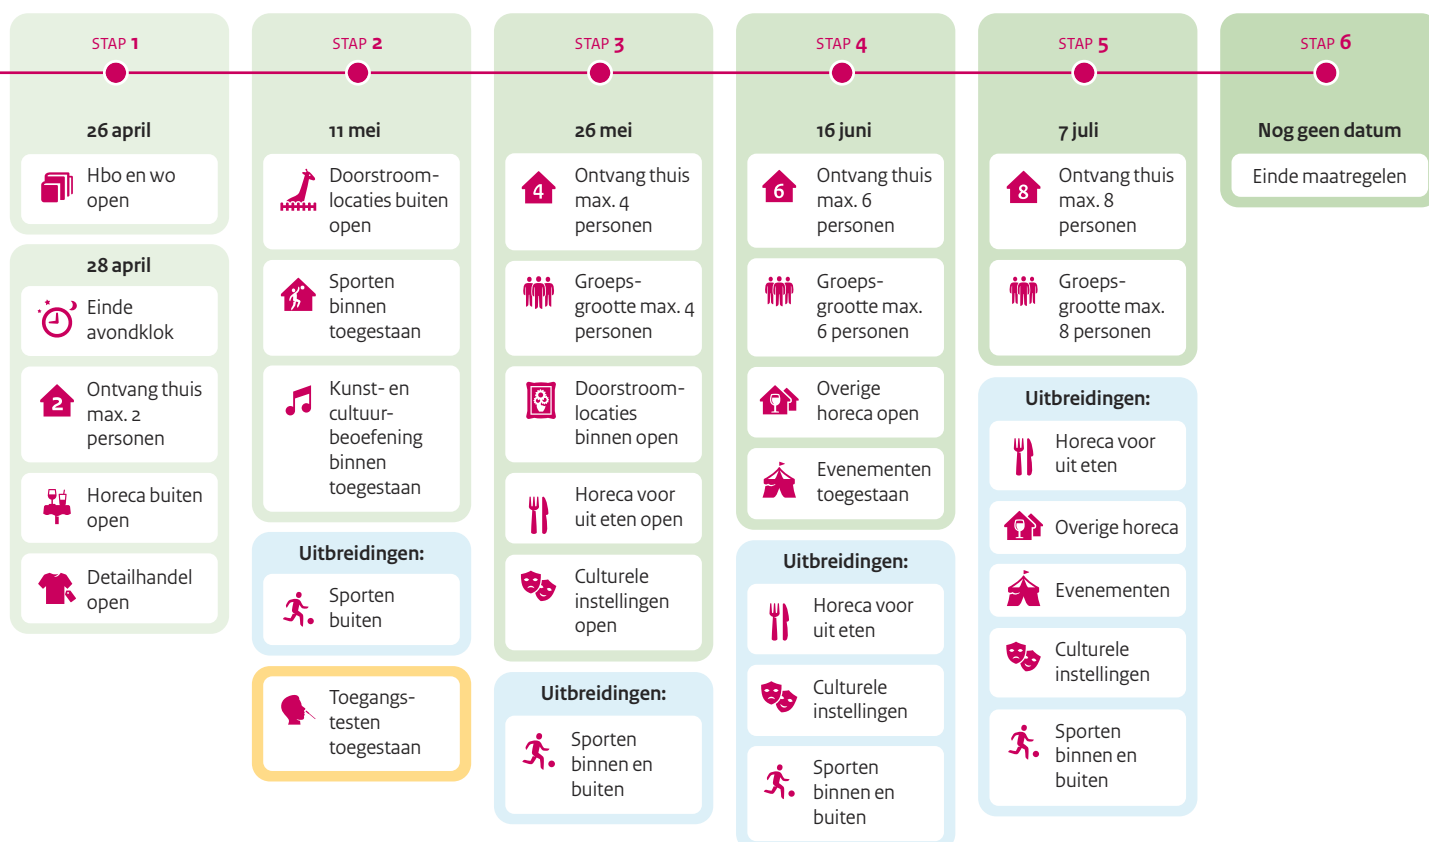 STAP 1
26 april
Hbo en wo
open
28 april
Einde
avondklok
2
Ontvang thuis
max. 2
personen
Horeca buiten
open
Detailhandel
open
STAP 2
11 mei
Doorstroom-
locaties buiten
open
Sporten
binnen
toegestaan
Kunst- en
cultuur-
beoefening
binnen
toegestaan
Uitbreidingen:
Sporten
buiten
Toegangs-
testen
toegestaan
STAP 3
26 mei
4
Ontvang thuis
max. 4
personen
Groeps-
grootte max. 4
personen
Doorstroom-
locaties
binnen open
Horeca voor
uit eten open
Culturele
instellingen
open
Uitbreidingen:
Sporten
binnen en
buiten
STAP 4
16 juni
6
Ontvang thuis
max. 6
personen
Groeps-
grootte max.
6 personen
Overige
horeca open
Evenementen
toegestaan
Uitbreidingen:
Horeca voor
uit eten
Culturele
instellingen
Sporten
binnen en
buiten
STAP 5
7 juli
8
Ontvang thuis
max. 8
personen
Groeps-
grootte max.
8 personen
Uitbreidingen:
Horeca voor
uit eten
Overige horeca
Evenementen
Culturele
instellingen
Sporten
binnen en
buiten
STAP 6
Nog geen datum
Einde maatregelen